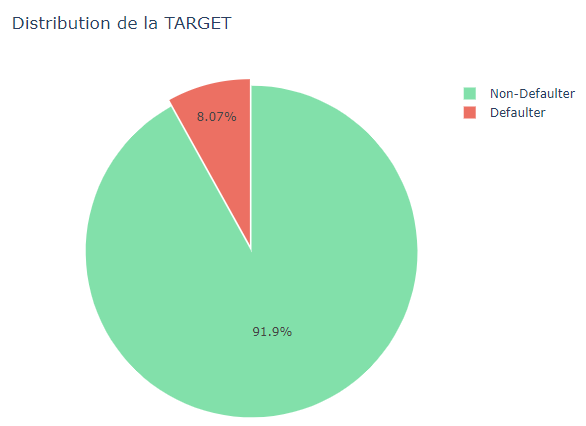 Distribution de la TARGET
Non-Defaulter
Defaulter
8.07%
91.9%